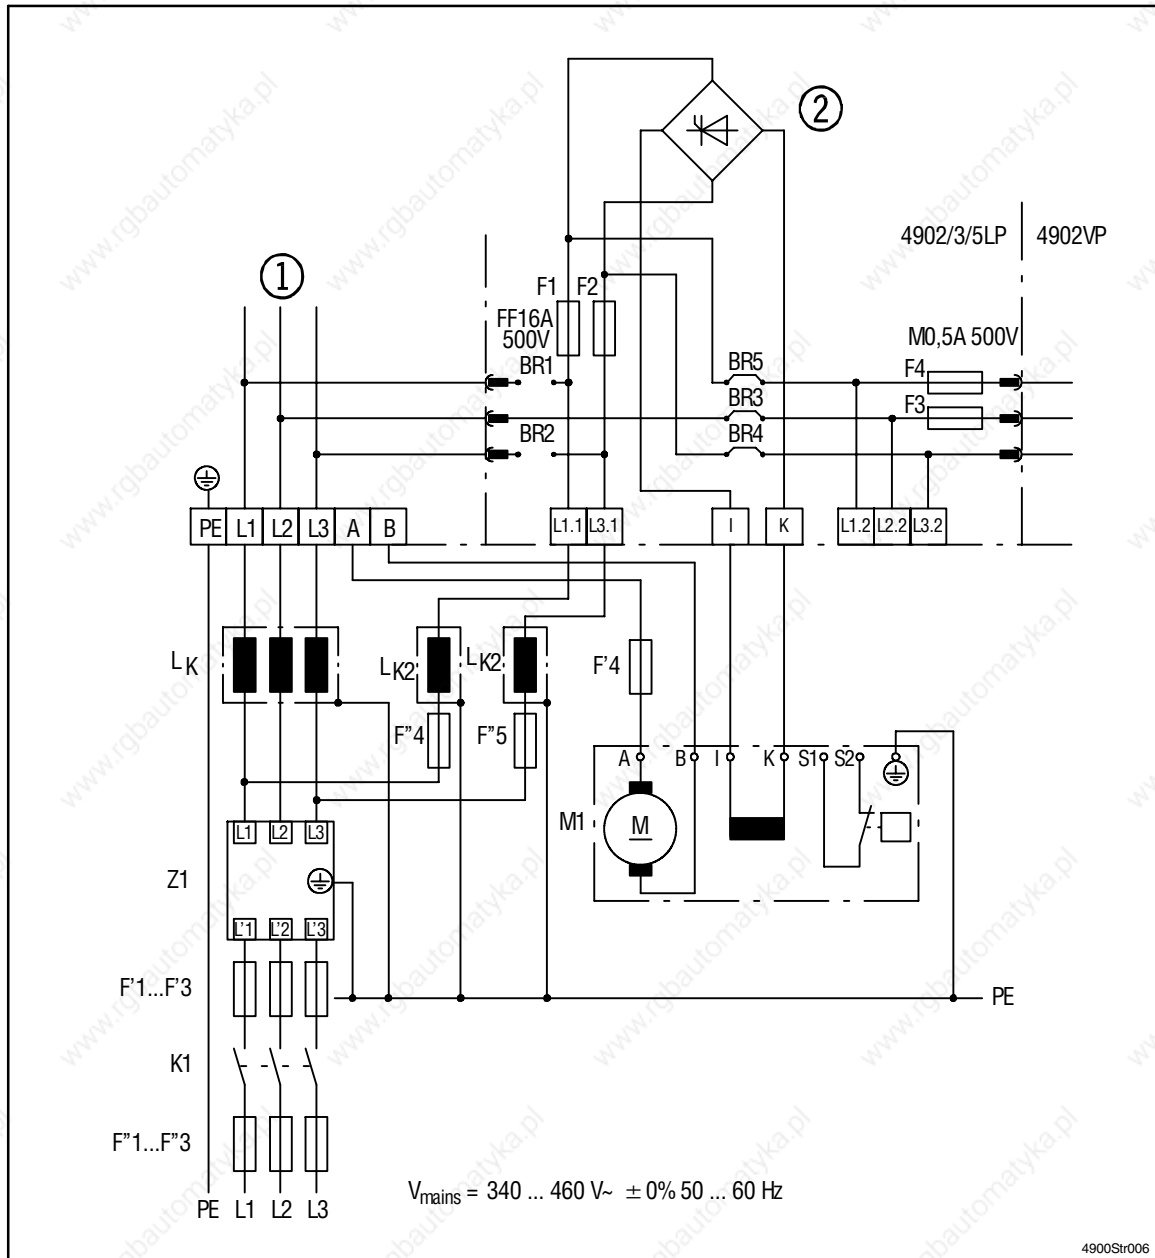 2
4902/3/5LP 4902VP
1
F1 F2
FF16A
500V
M0,5A 500V
BR1
BR5
F4
BR3
F3
BR2
BR4
PE L1 L2 L3 A B L1.1 L3.1 I K L1.2 L2.2 L3.2
LK LK2 LK2 F'4
F"4 F"5
A B I K S1 S2
M1 M
L1 L2 L3
Z1
L'1 L'2 L'3
F'1...F'3
PE
K1
F"1...F"3
Vmains = 340 ... 460 V~ ±0% 50 ... 60 Hz
PE L1 L2 L3
4900Str006
www.rgbautomatyka.pl